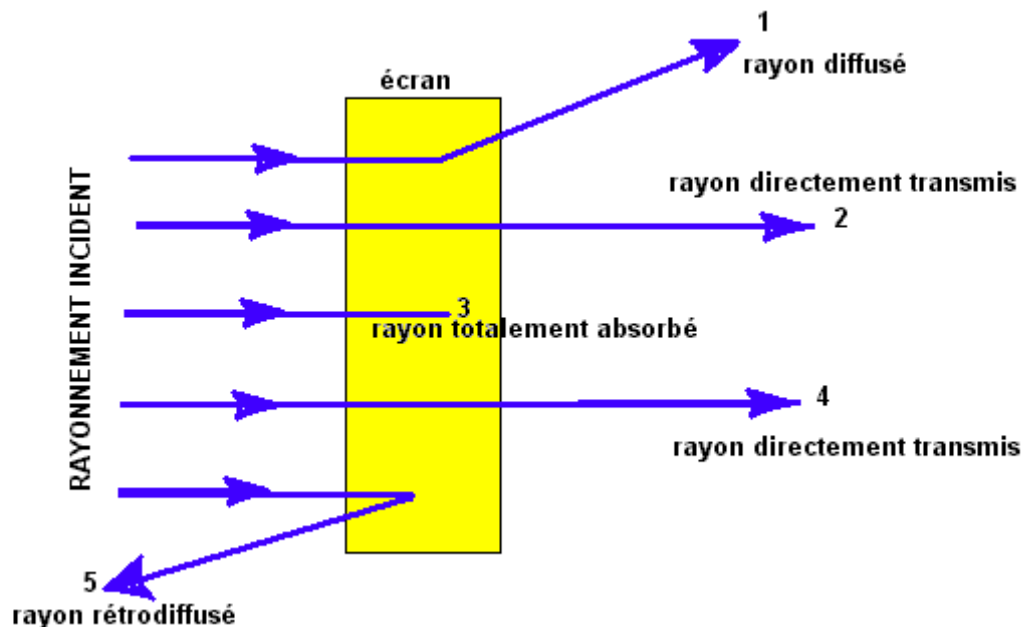 1
rayon diffusé
écran
rayon directement transmis
2
RAYONNEMENT INCIDENT
3
rayon totalement absorbé
4
rayon directement transmis
5
rayon rétrodiffusé